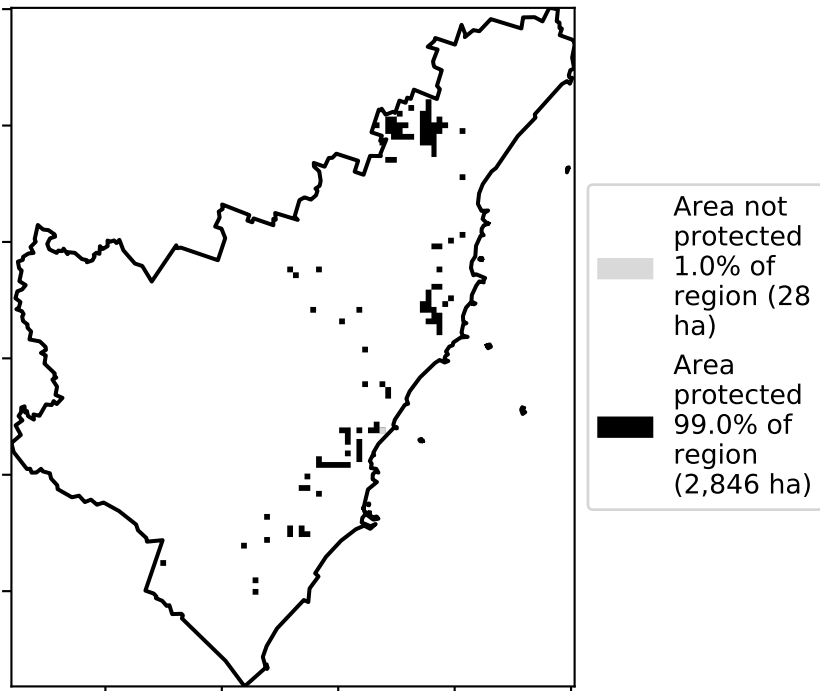 Area not
protected
1.0% of
region (28
ha)
Area
protected
99.0% of
region
(2,846 ha)